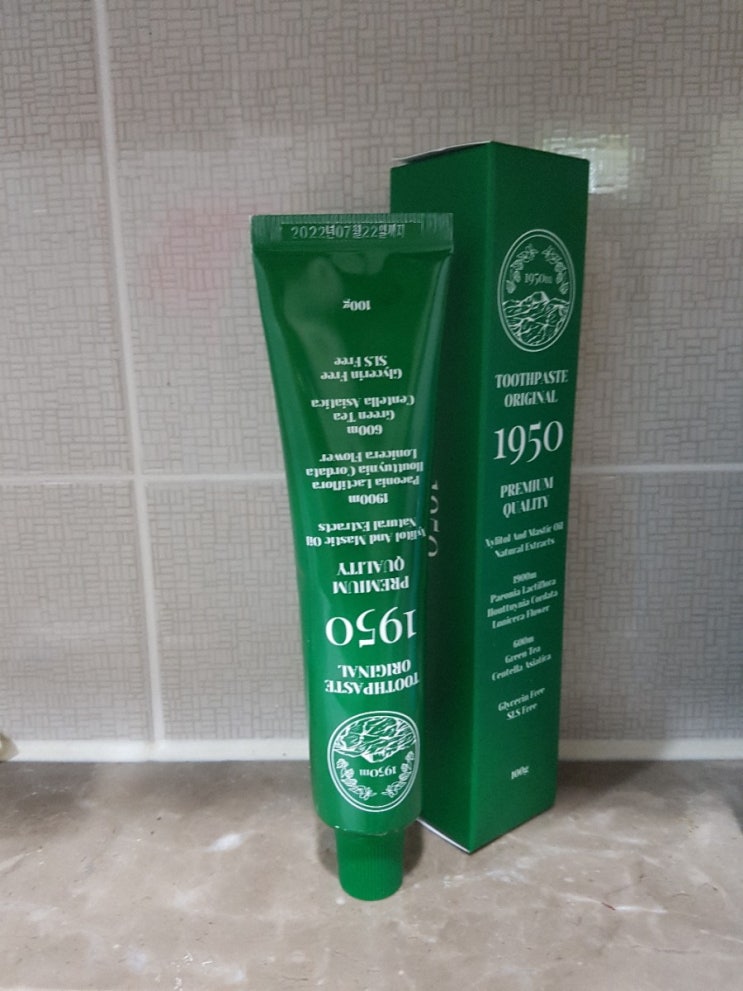 2022년07월22일까지
100g
SLS Free
Glycerin Free
Centella Asiatica
Green Tea
600m
Lonicera Flower
Houttuynia Cordata
Paeonia Lactiflora
1900m
Natural Extracts
Xylitol And Mastic Oil
QUALITY
PREMIUM
1950
ORIGINAL
TOOTHPASTE
1950m
1950m
TOOTHPASTE
ORIGINAL
1950
PREMIUM
QUALITY
Xylitol And Mastic Oil
Natural Extracts
1900m
Paeonia Lactiflora
Houttuynia Cordata
Lonicera Flower
600m
Green Tea
Centella Asiatica
Glycerin Free
SLS Free
100g
1950